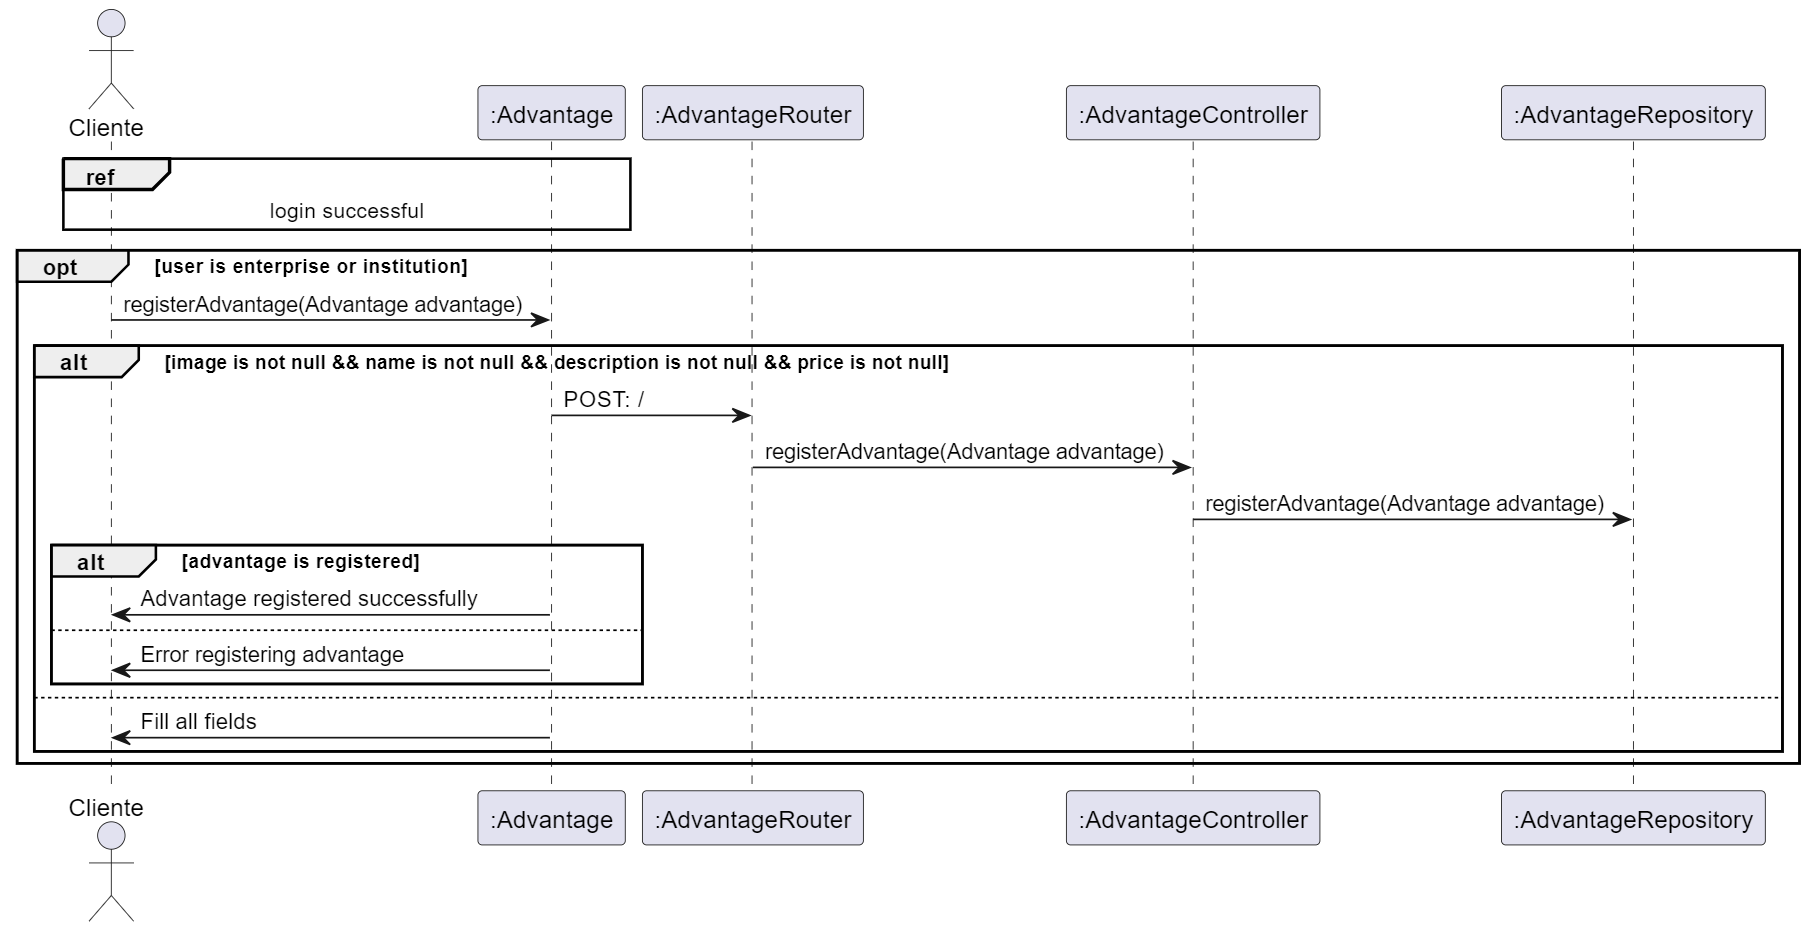 Cliente
:Advantage
:AdvantageRouter
:AdvantageController
:AdvantageRepository
ref
login successful
opt
[user is enterprise or institution]
registerAdvantage(Advantage advantage)
alt
[image is not null && name is not null && description is not null && price is not null]
POST: /
registerAdvantage(Advantage advantage)
registerAdvantage(Advantage advantage)
alt
[advantage is registered]
Advantage registered successfully
Error registering advantage
Fill all fields
Cliente
:Advantage
:AdvantageRouter
:AdvantageController
:AdvantageRepository